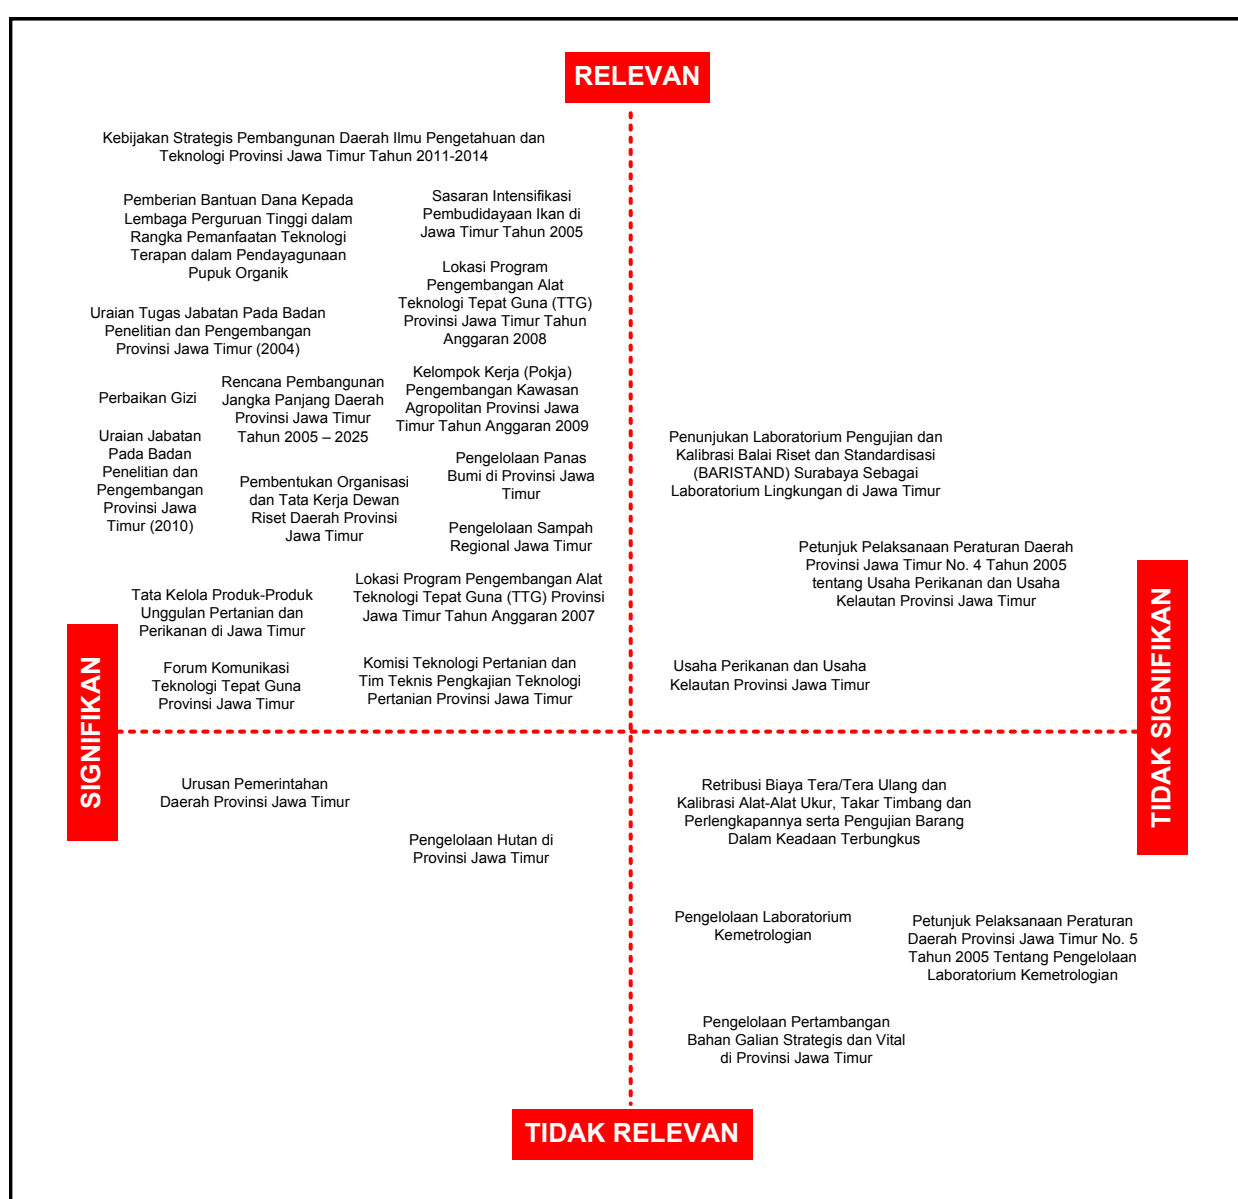 RELEVAN
Kebijakan Strategis Pembangunan Daerah Ilmu Pengetahuan dan
Teknologi Provinsi Jawa Timur Tahun 2011-2014
Pemberian Bantuan Dana Kepada
Lembaga Perguruan Tinggi dalam
Rangka Pemanfaatan Teknologi
Terapan dalam Pendayagunaan
Pupuk Organik
Sasaran Intensifikasi
Pembudidayaan Ikan di
Jawa Timur Tahun 2005
Lokasi Program
Pengembangan Alat
Teknologi Tepat Guna (TTG)
Provinsi Jawa Timur Tahun
Anggaran 2008
Uraian Tugas Jabatan Pada Badan
Penelitian dan Pengembangan
Provinsi Jawa Timur (2004)
Perbaikan Gizi
Rencana Pembangunan
Jangka Panjang Daerah
Provinsi Jawa Timur
Tahun 2005 – 2025
Kelompok Kerja (Pokja)
Pengembangan Kawasan
Agropolitan Provinsi Jawa
Timur Tahun Anggaran 2009
Uraian Jabatan
Pada Badan
Penelitian dan
Pengembangan
Provinsi Jawa
Timur (2010)
Pembentukan Organisasi
dan Tata Kerja Dewan
Riset Daerah Provinsi
Jawa Timur
Pengelolaan Panas
Bumi di Provinsi Jawa
Timur
Pengelolaan Sampah
Regional Jawa Timur
Penunjukan Laboratorium Pengujian dan
Kalibrasi Balai Riset dan Standardisasi
(BARISTAND) Surabaya Sebagai
Laboratorium Lingkungan di Jawa Timur
Petunjuk Pelaksanaan Peraturan Daerah
Provinsi Jawa Timur No. 4 Tahun 2005
tentang Usaha Perikanan dan Usaha
Kelautan Provinsi Jawa Timur
Tata Kelola Produk-Produk
Unggulan Pertanian dan
Perikanan di Jawa Timur
Lokasi Program Pengembangan Alat
Teknologi Tepat Guna (TTG) Provinsi
Jawa Timur Tahun Anggaran 2007
Forum Komunikasi
Teknologi Tepat Guna
Provinsi Jawa Timur
Komisi Teknologi Pertanian dan
Tim Teknis Pengkajian Teknologi
Pertanian Provinsi Jawa Timur
Usaha Perikanan dan Usaha
Kelautan Provinsi Jawa Timur
SIGNIFIKAN
TIDAK SIGNIFIKAN
Urusan Pemerintahan
Daerah Provinsi Jawa Timur
Pengelolaan Hutan di
Provinsi Jawa Timur
Retribusi Biaya Tera/Tera Ulang dan
Kalibrasi Alat-Alat Ukur, Takar Timbang dan
Perlengkapannya serta Pengujian Barang
Dalam Keadaan Terbungkus
Pengelolaan Laboratorium
Kemetrologian
Petunjuk Pelaksanaan Peraturan
Daerah Provinsi Jawa Timur No. 5
Tahun 2005 Tentang Pengelolaan
Laboratorium Kemetrologian
Pengelolaan Pertambangan
Bahan Galian Strategis dan Vital
di Provinsi Jawa Timur
TIDAK RELEVAN